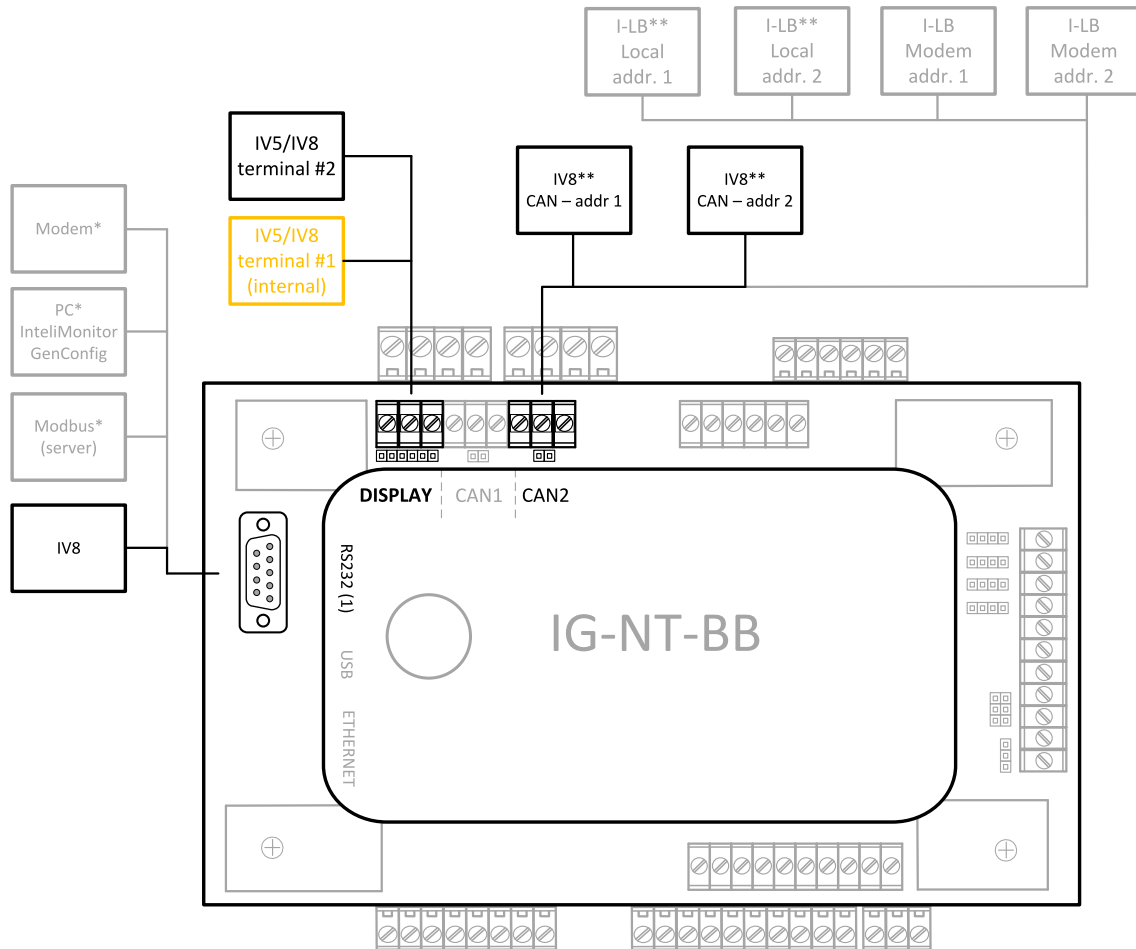 I-LB**
Local
addr. 1
I-LB**
Local
addr. 2
I-LB
Modem
addr. 1
I-LB
Modem
addr. 2
IV5/IV8
terminal #2
IV8**
CAN – addr 1
IV8**
CAN – addr 2
Modem*
IV5/IV8
terminal #1
(internal)
PC*
InteliMonitor
GenConfig
Modbus*
(server)
IV8
DISPLAY
CAN1
CAN2
RS232 (1)
USB
ETHERNET
IG-NT-BB